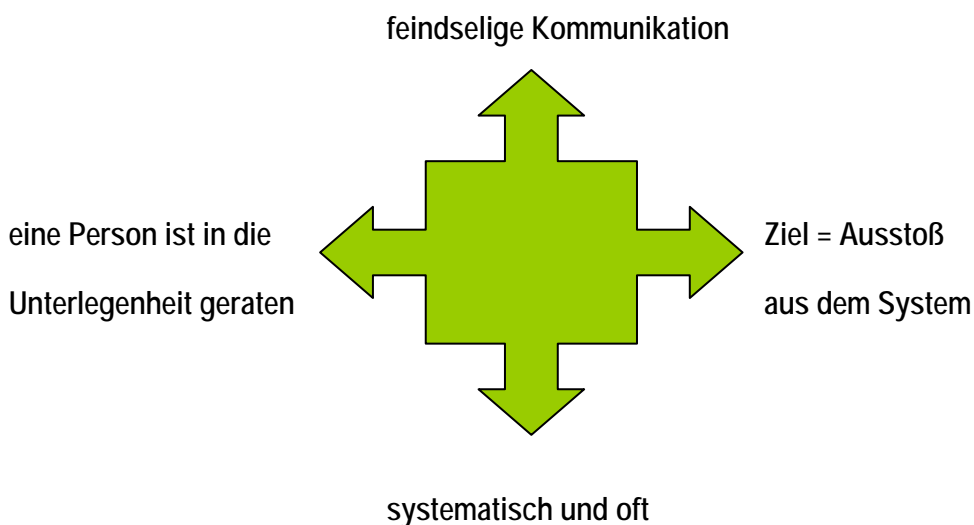 feindselige Kommunikation
eine Person ist in die
Unterlegenheit geraten
Ziel = Ausstoß
aus dem System
systematisch und oft